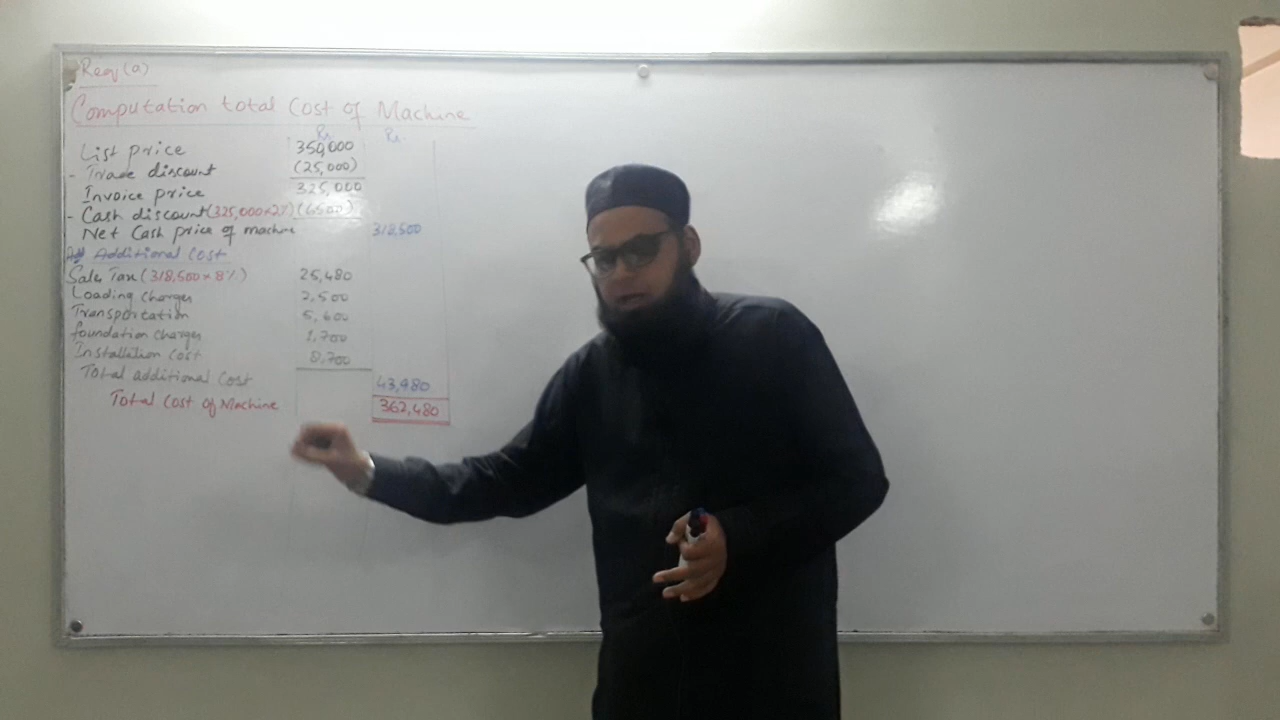 Req (a)
Computation total Cost of Machine
Rs. Rs.
List price 350,000
- Trade discount (25,000)
Invoice price 325,000
- Cash discount (325,000×2%) (6500)
Net Cash price of machine 318,500
Additional Cost
Sales Tax (318,500×8%) 25,480
Loading charges 2,500
Transportation 5,600
foundation charges 1,700
Installation Cost 8,700
Total additional Cost 43,980
Total Cost of Machine 362,480